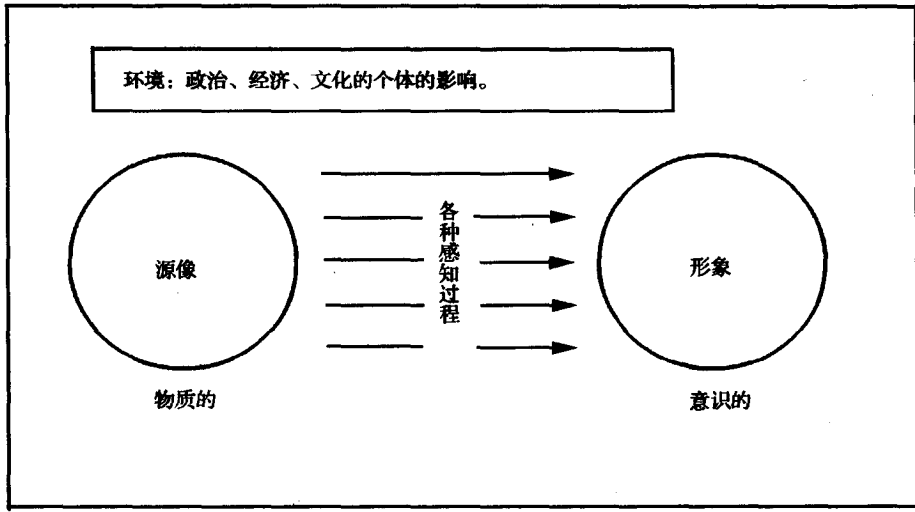 环境：政治、经济、文化的个体的影响。
源像
各种感知过程
形象
物质的
意识的